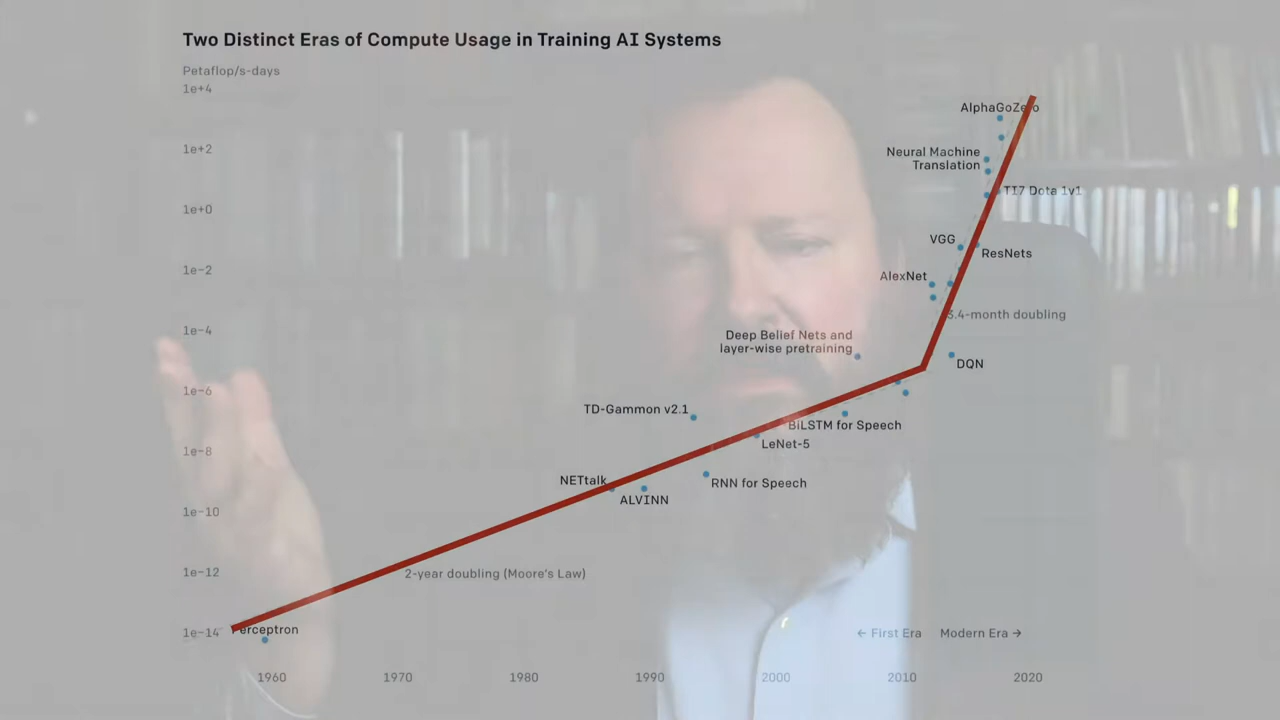 Two Distinct Eras of Compute Usage in Training AI Systems
Petaflop/s-days
1e+4
AlphaGoZero
1e+2
Neural Machine
Translation
TI7 Dota 1v1
1e+0
VGG
ResNets
1e-2
AlexNet
3.4-month doubling
1e-4
Deep Belief Nets and
layer-wise pretraining
DQN
1e-6
TD-Gammon v2.1
BiLSTM for Speech
LeNet-5
1e-8
NETtalk
RNN for Speech
ALVINN
1e-10
1e-12
2-year doubling (Moore's Law)
1e-14
Perceptron
← First Era
Modern Era →
1960
1970
1980
1990
2000
2010
2020